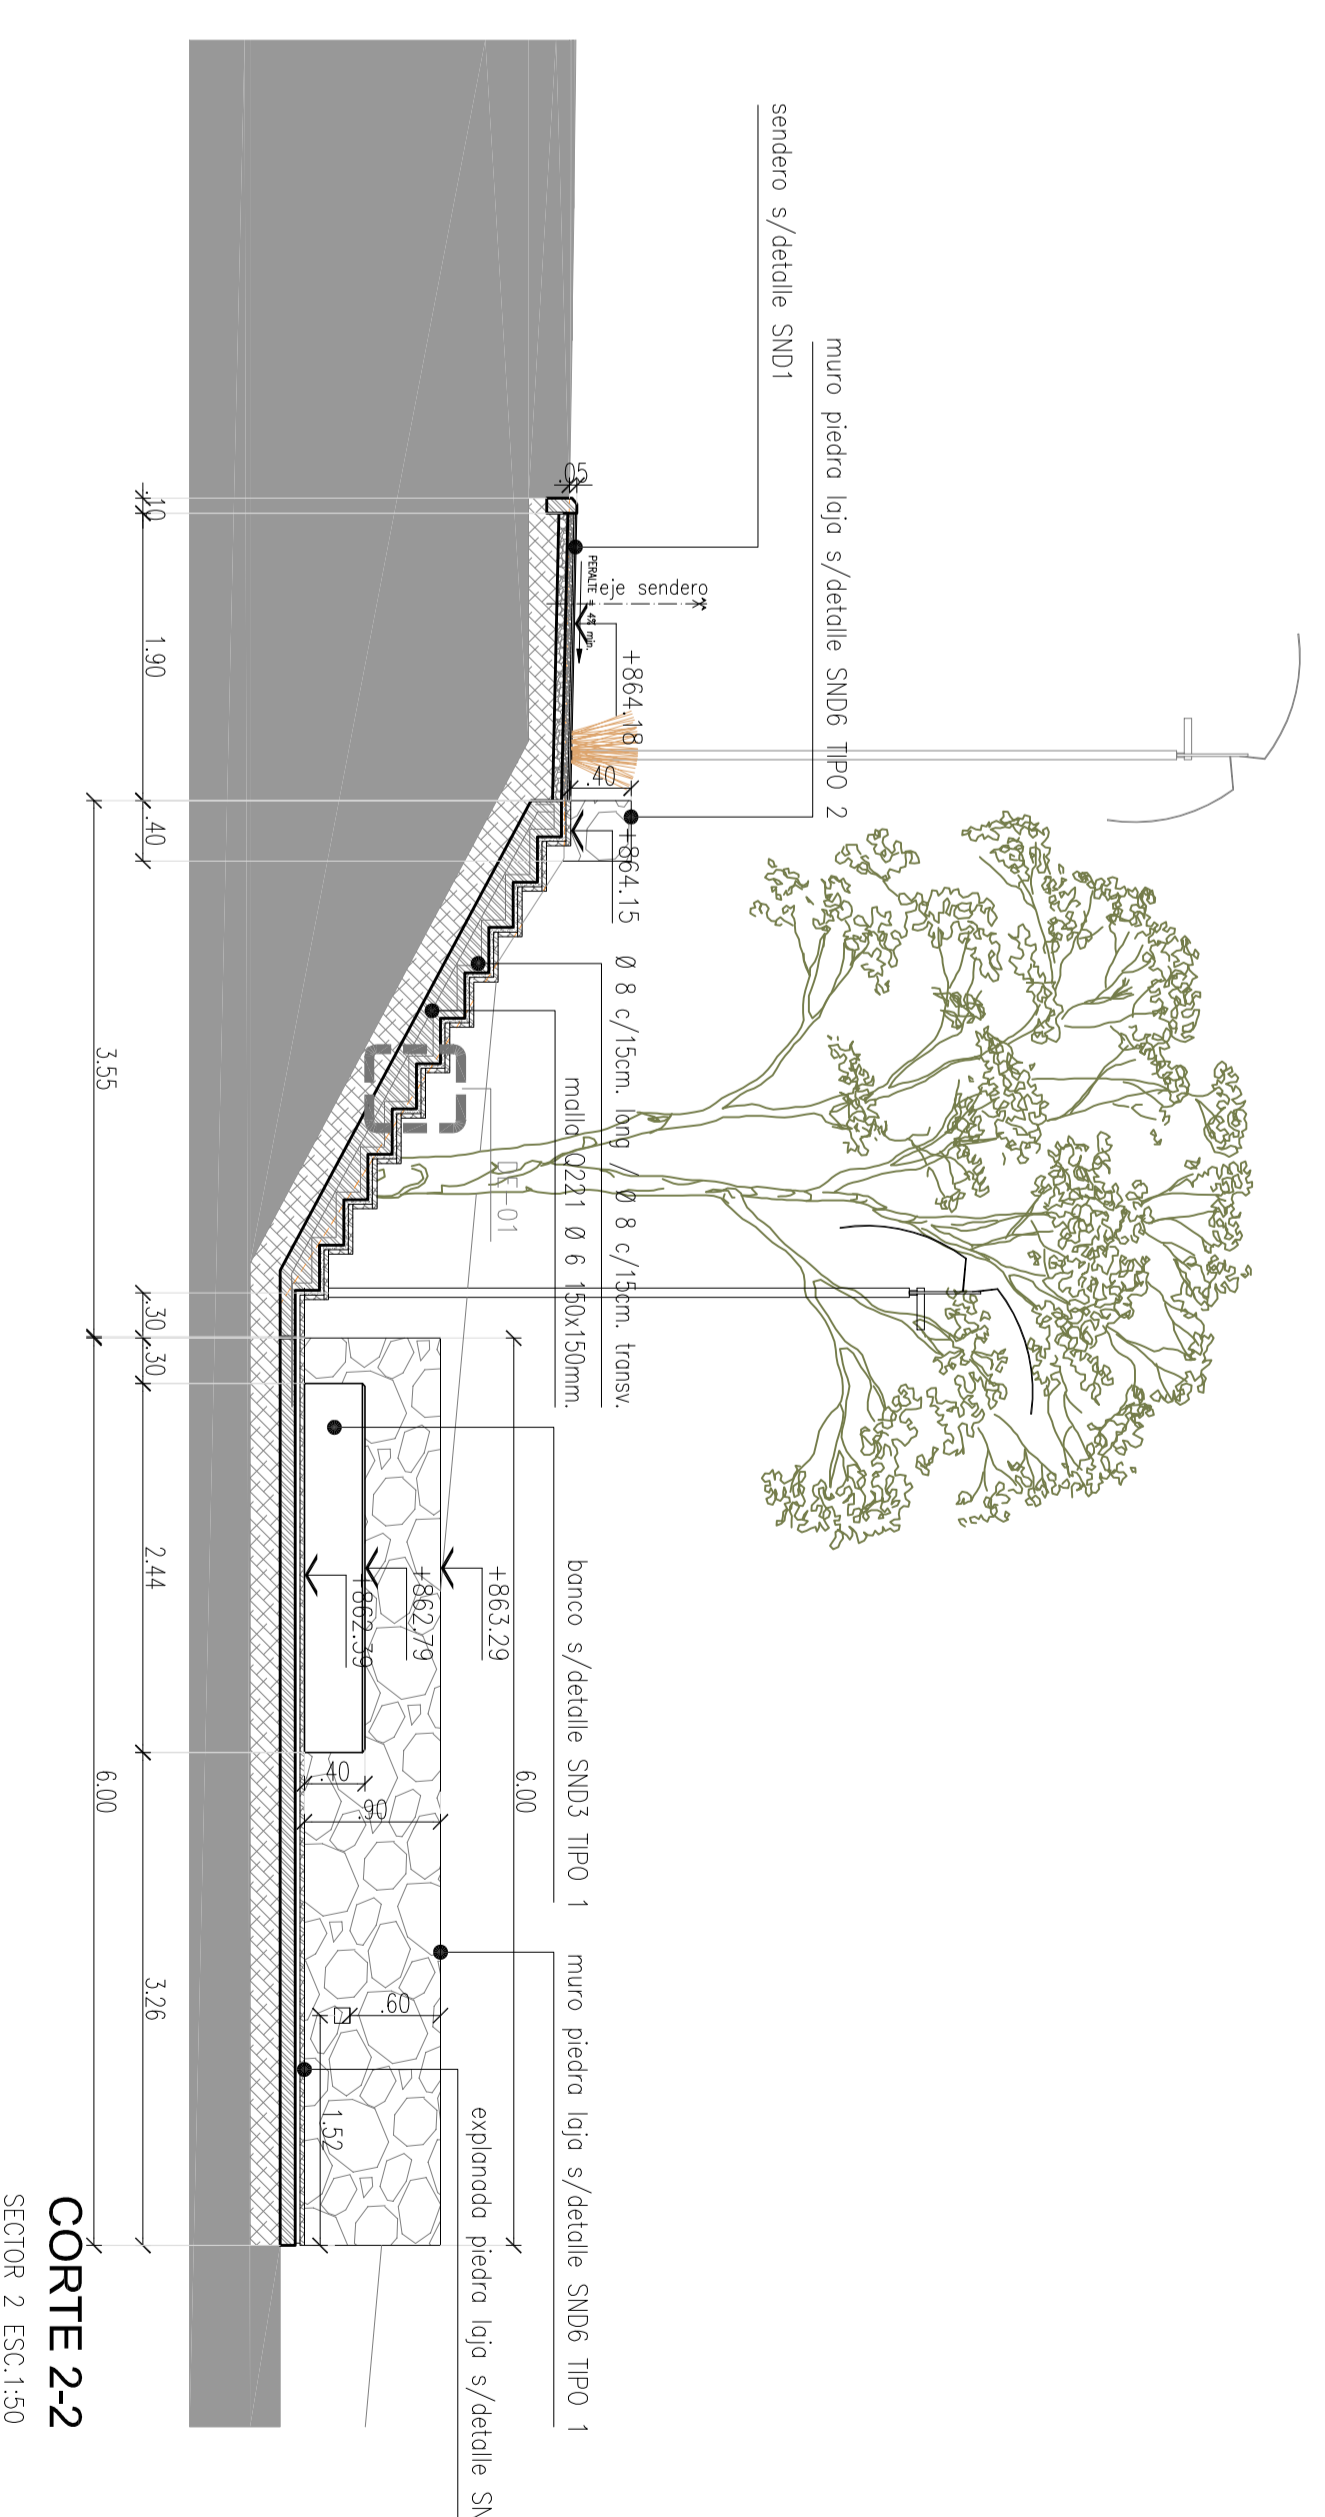 sendero s/detalle SND1
muro piedra laja s/detalle SND6 TIPO 2
.05
eje sendero
PERALTE = 4% min.
+864.18
.40
+864.15
Ø 8 c/15cm. long // Ø 8 c/15cm. transv.
malla Q221 Ø 6 150x150mm.
DE-01
banco s/detalle SND3 TIPO 1
muro piedra laja s/detalle SND6 TIPO 1
explanada piedra laja s/detalle
6.00
+863.29
+862.79
+862.39
.40
.90
.60
1.52
.10
1.90
.40
.30
.30
2.44
3.26
3.55
6.00
CORTE 2-2
SECTOR 2 ESC.1:50